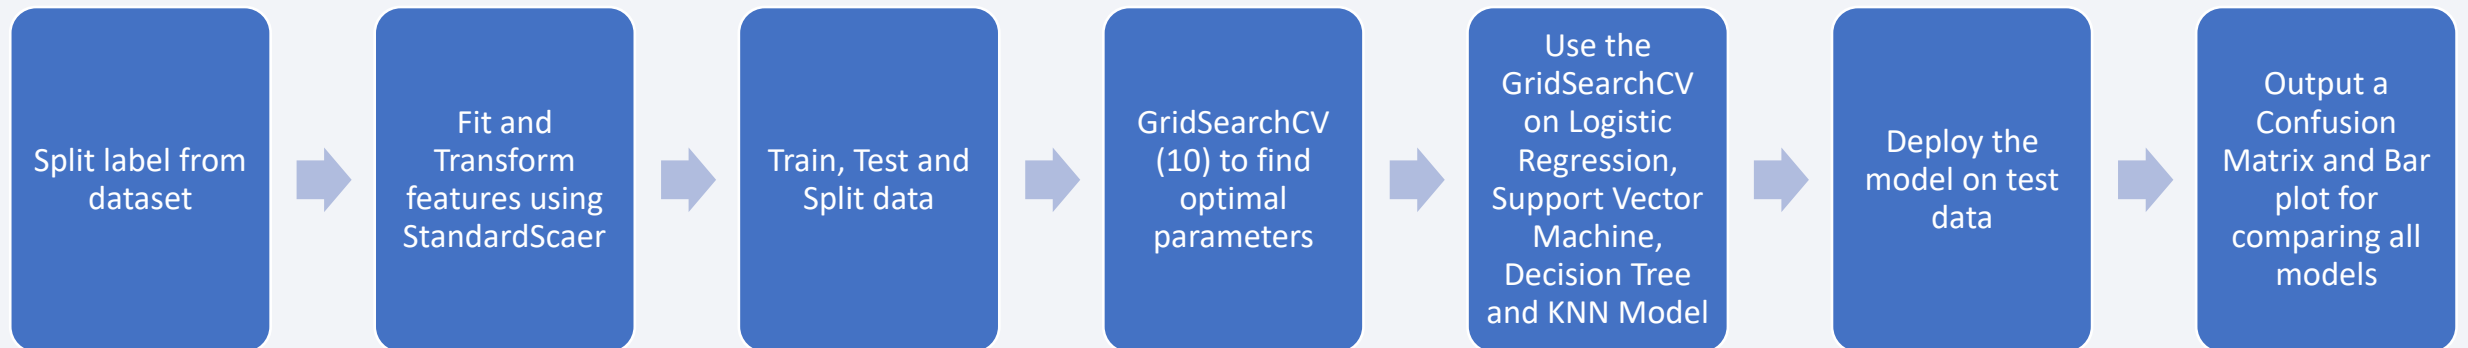 Split label from
dataset
Fit and
Transform
features using
StandardScaer
Train, Test and
Split data
GridSearchCV
(10) to find
optimal
parameters
Use the
GridSearchCV
on Logistic
Regression,
Support Vector
Machine,
Decision Tree
and KNN Model
Deploy the
model on test
data
Output a
Confusion
Matrix and Bar
plot for
comparing all
models